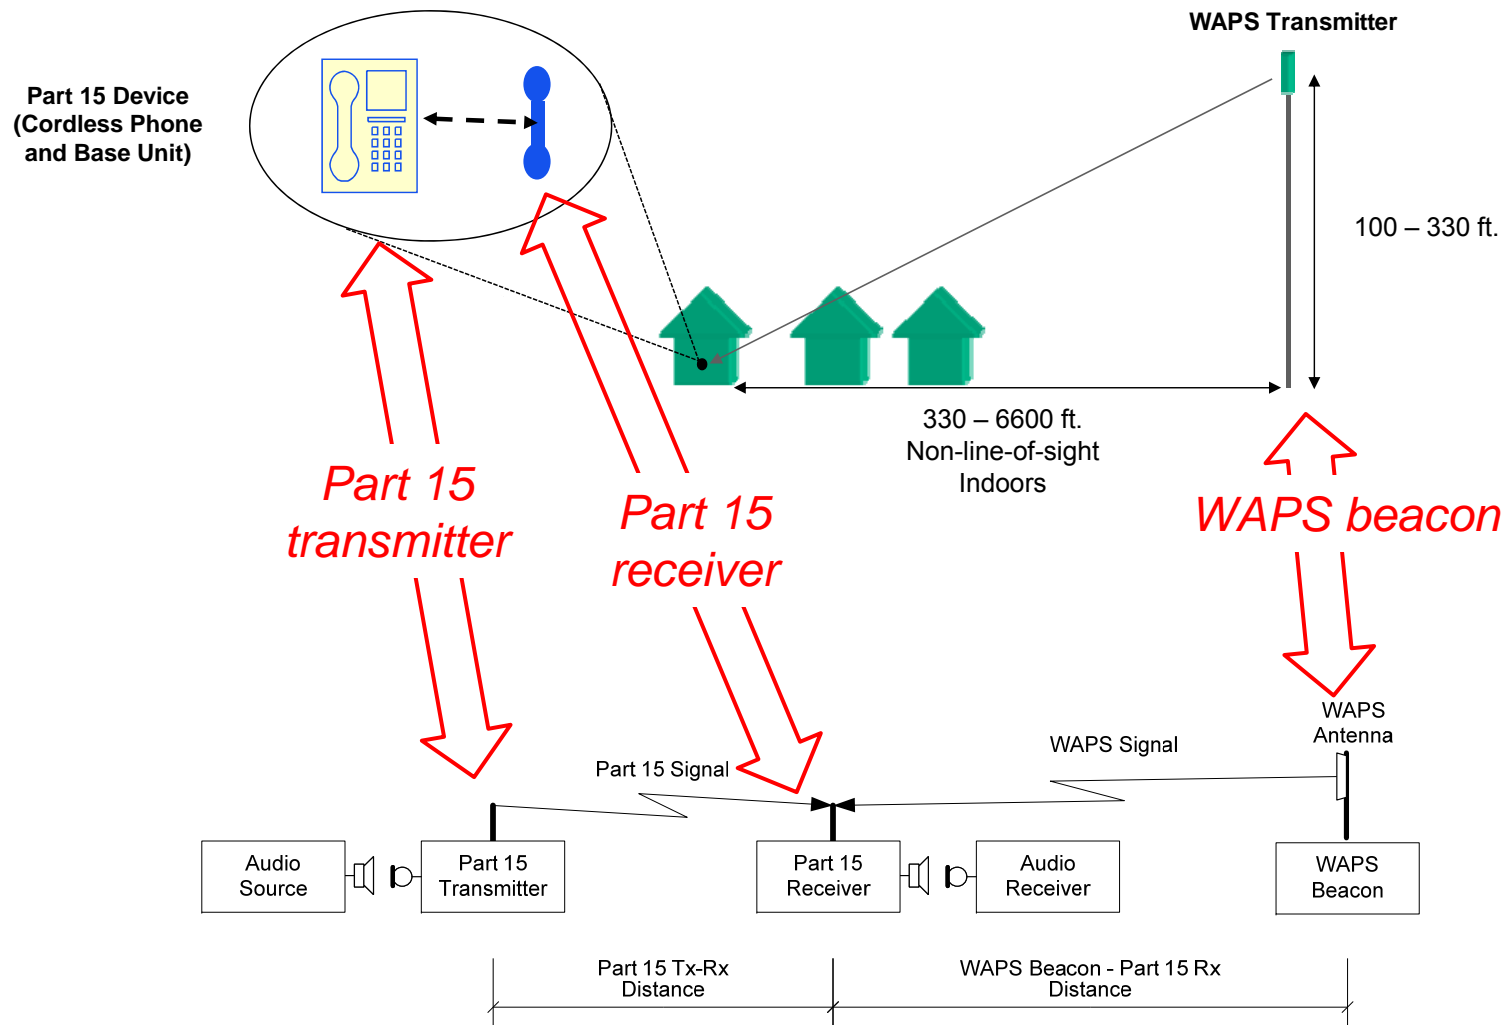 WAPS Transmitter
Part 15 Device
(Cordless Phone
and Base Unit)
100 – 330 ft.
330 – 6600 ft.
Non-line-of-sight
Indoors
Part 15
transmitter
Part 15
receiver
WAPS beacon
WAPS
Antenna
WAPS Signal
Part 15 Signal
Audio
Source
Part 15
Transmitter
Part 15
Receiver
Audio
Receiver
WAPS
Beacon
Part 15 Tx-Rx
Distance
WAPS Beacon - Part 15 Rx
Distance